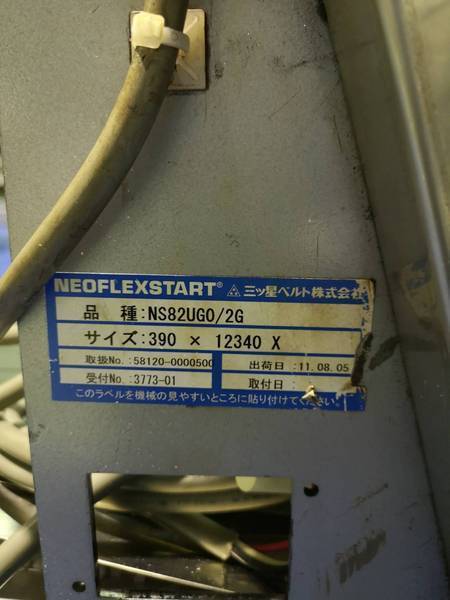 NEOFLEXSTART® 三ツ星ベルト株式会社
品 種:NS82UG0/2G
サイズ:390 × 12340 X
取扱No. :58120-0000500
出荷日 :11.08.05
受付No. :3773-01
取付日 :
このラベルを機械の見やすいところに貼り付けてください。